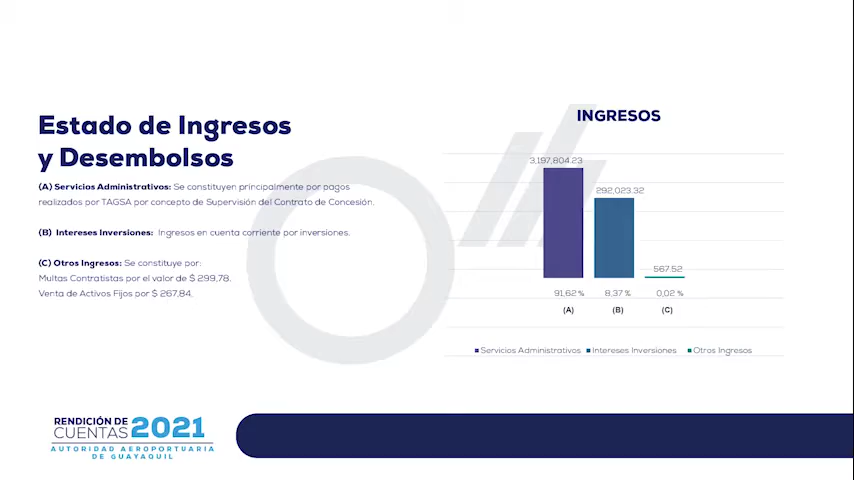 Estado de Ingresos
y Desembolsos
(A) Servicios Administrativos: Se constituyen principalmente por pagos
realizados por TAGSA por concepto de Supervisión del Contrato de Concesión.
(B) Intereses Inversiones: Ingresos en cuenta corriente por inversiones.
(C) Otros Ingresos: Se constituye por:
Multas Contratistas por el valor de $ 299,78.
Venta de Activos Fijos por $ 267,84.
INGRESOS
3,197,804.23
292,023.32
567.52
91,62 % 8,37 % 0,02 %
(A) (B) (C)
Servicios Administrativos Intereses Inversiones Otros Ingresos
RENDICIÓN DE
CUENTAS 2021
AUTORIDAD AEROPORTUARIA
DE GUAYAQUIL